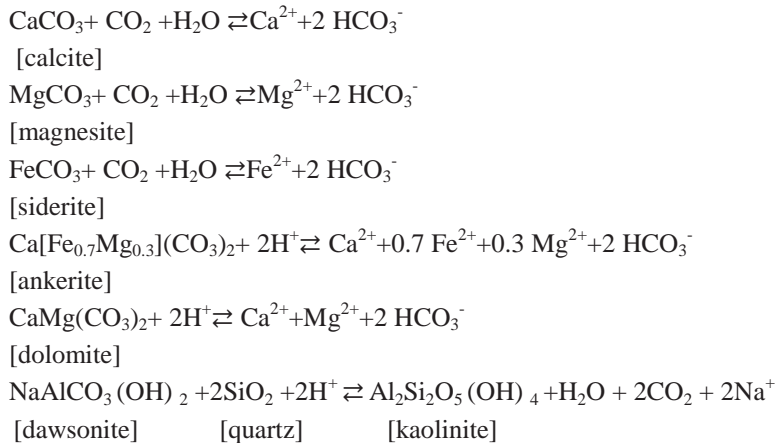 CaCO₃+ CO₂ +H₂O ⇄Ca²⁺+2 HCO₃⁻
[calcite]
MgCO₃+ CO₂ +H₂O ⇄Mg²⁺+2 HCO₃⁻
[magnesite]
FeCO₃+ CO₂ +H₂O ⇄Fe²⁺+2 HCO₃⁻
[siderite]
Ca[Fe₀.₇Mg₀.₃](CO₃)₂+ 2H⁺⇄ Ca²⁺+0.7 Fe²⁺+0.3 Mg²⁺+2 HCO₃⁻
[ankerite]
CaMg(CO₃)₂+ 2H⁺⇄ Ca²⁺+Mg²⁺+2 HCO₃⁻
[dolomite]
NaAlCO₃(OH) ₂ +2SiO₂ +2H⁺ ⇄ Al₂Si₂O₅(OH) ₄ +H₂O + 2CO₂ + 2Na⁺
[dawsonite] [quartz] [kaolinite]